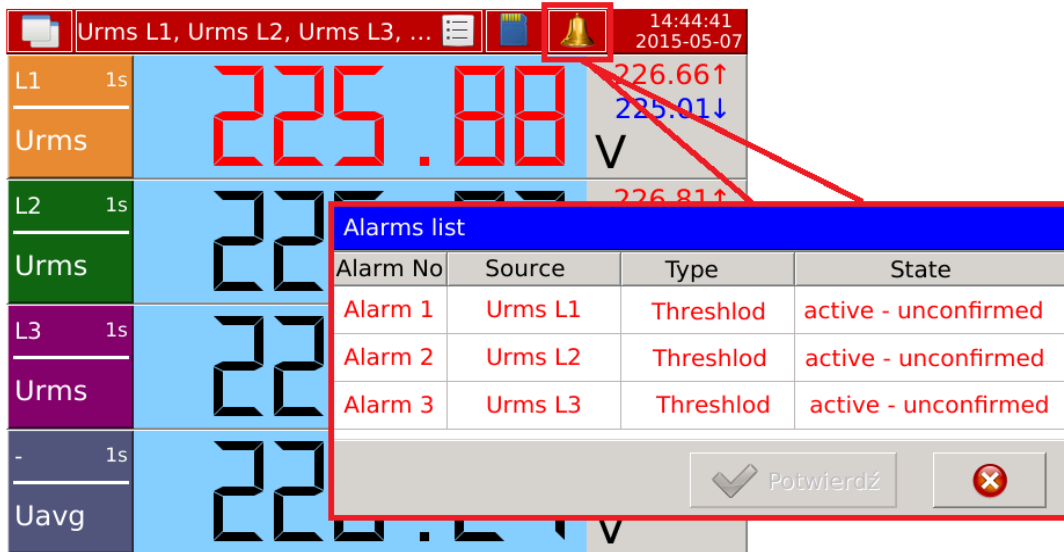 Urms L1, Urms L2, Urms L3, ...
14:44:41
2015-05-07
L1 1s
Urms
225.88
226.66↑
225.01↓
V
L2 1s
Urms
226.81↑
Alarms list
Alarm No Source Type State
Alarm 1 Urms L1 Threshlod active - unconfirmed
Alarm 2 Urms L2 Threshlod active - unconfirmed
Alarm 3 Urms L3 Threshlod active - unconfirmed
Potwierdź
L3 1s
Urms
- 1s
Uavg
V